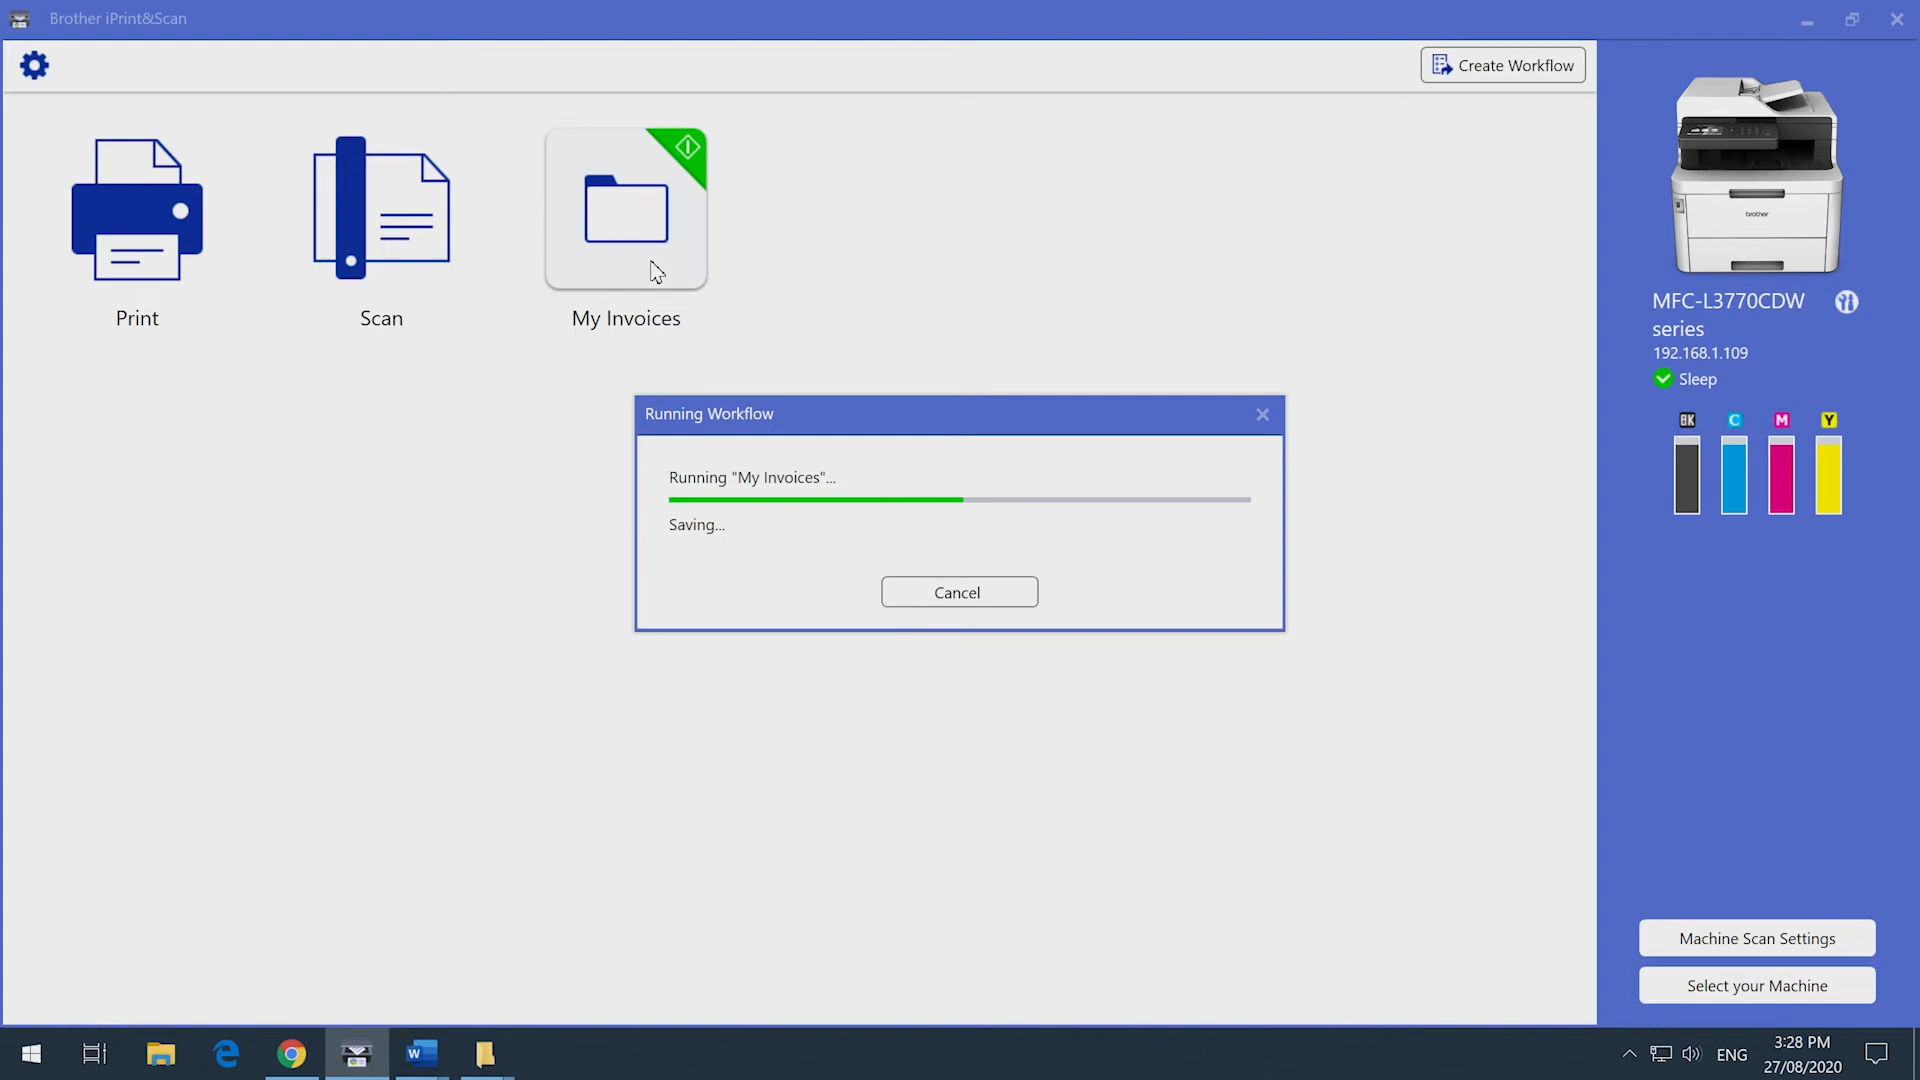 Brother iPrint&Scan
Create Workflow
Print
Scan
My Invoices
brother
MFC-L3770CDW
series
192.168.1.109
Sleep
BK C M Y
Running Workflow
Running "My Invoices"...
Saving...
Cancel
Machine Scan Settings
Select your Machine
W
ENG
3:28 PM
27/08/2020